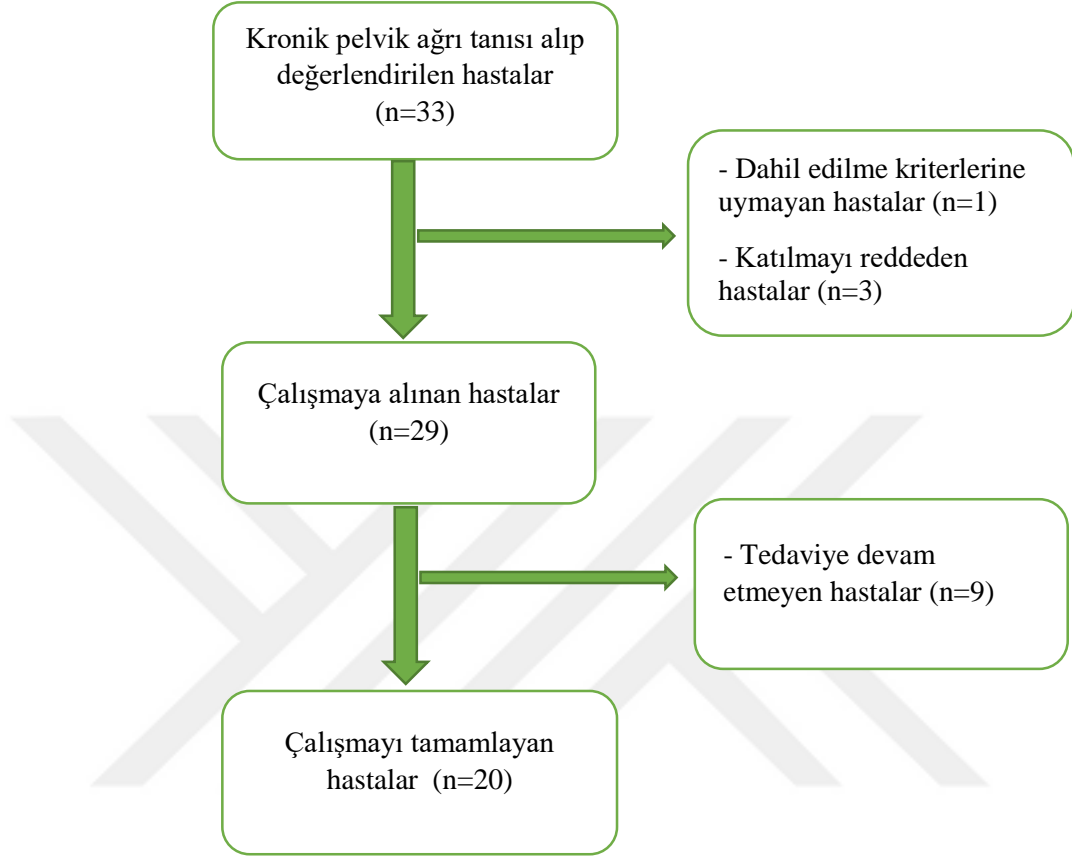 Kronik pelvik ağrı tanısı alıp
değerlendirilen hastalar
(n=33)
- Dahil edilme kriterlerine
uymayan hastalar (n=1)
- Katılmayı reddeden
hastalar (n=3)
Çalışmaya alınan hastalar
(n=29)
- Tedaviye devam
etmeyen hastalar (n=9)
Çalışmayı tamamlayan
hastalar (n=20)